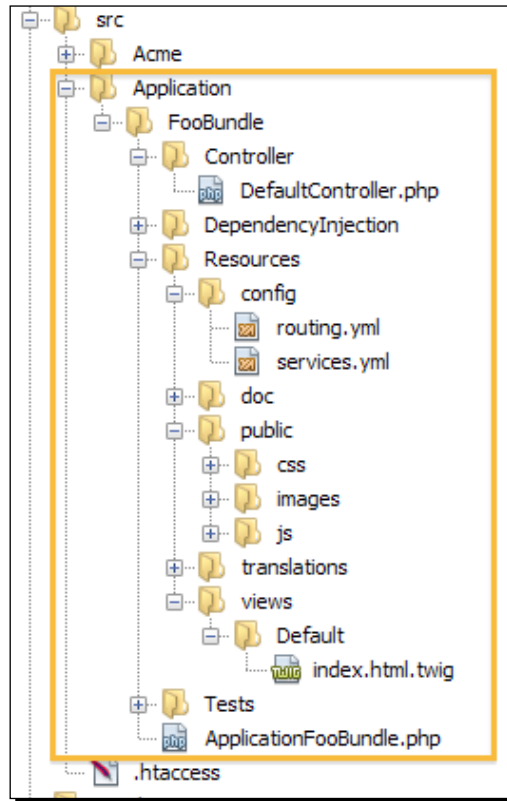 src
Acme
Application
FooBundle
Controller
DefaultController.php
DependencyInjection
Resources
config
routing.yml
services.yml
doc
public
css
images
js
translations
views
Default
index.html.twig
Tests
ApplicationFooBundle.php
.htaccess